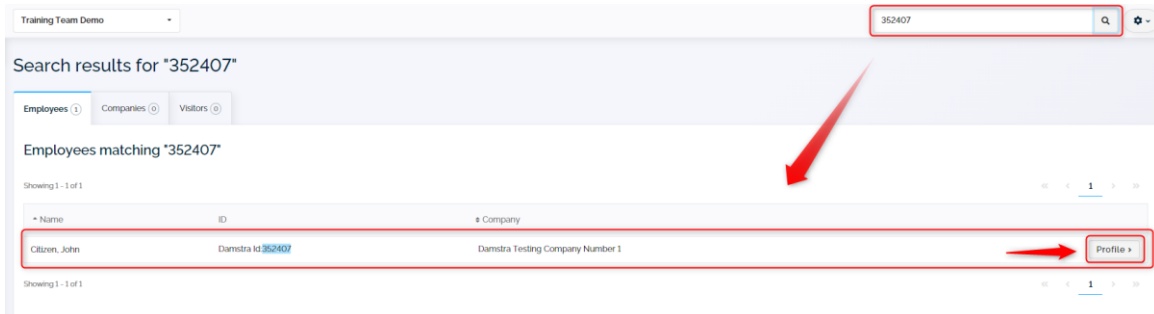 Training Team Demo
352407
Search results for "352407"
Employees 1 Companies 0 Visitors 0
Employees matching "352407"
Showing 1 - 1 of 1
« ‹ 1 › »
Name ID Company
Citizen, John Damstra Id:352407 Damstra Testing Company Number 1 Profile ›
Showing 1 - 1 of 1
« ‹ 1 › »